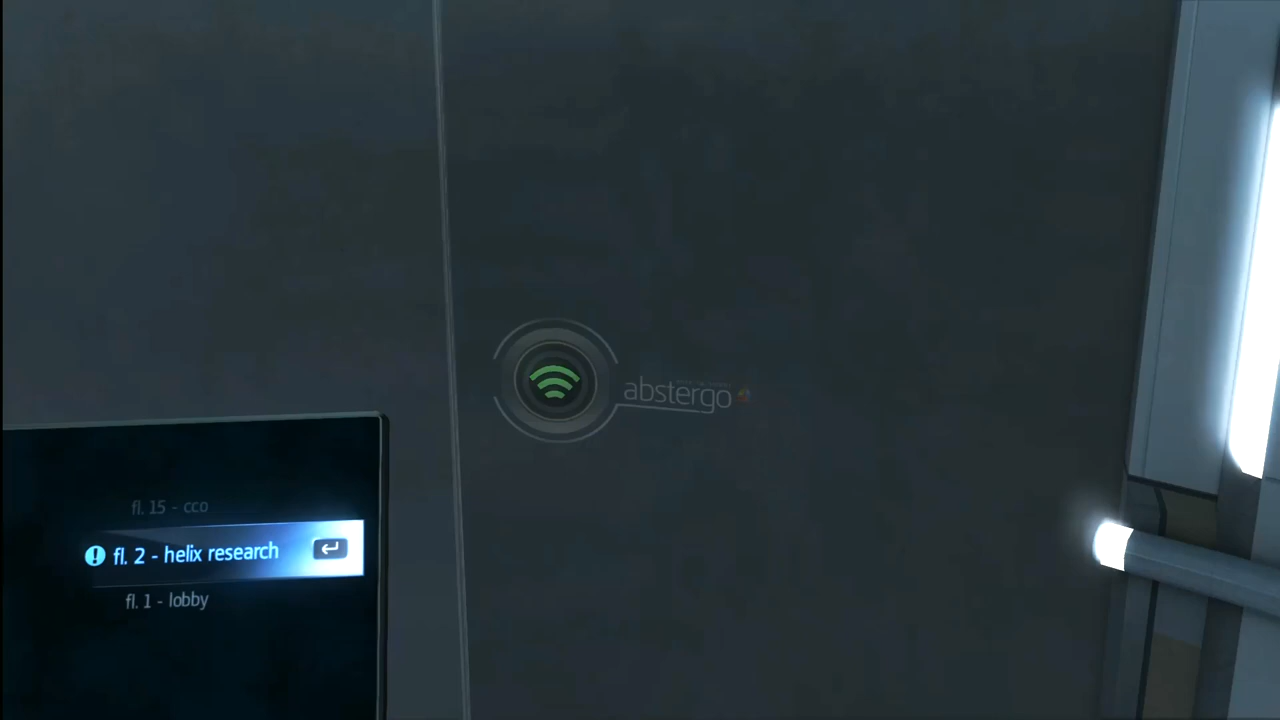 abstergo
fl. 15 - cco
fl. 2 - helix research
fl. 1 - lobby